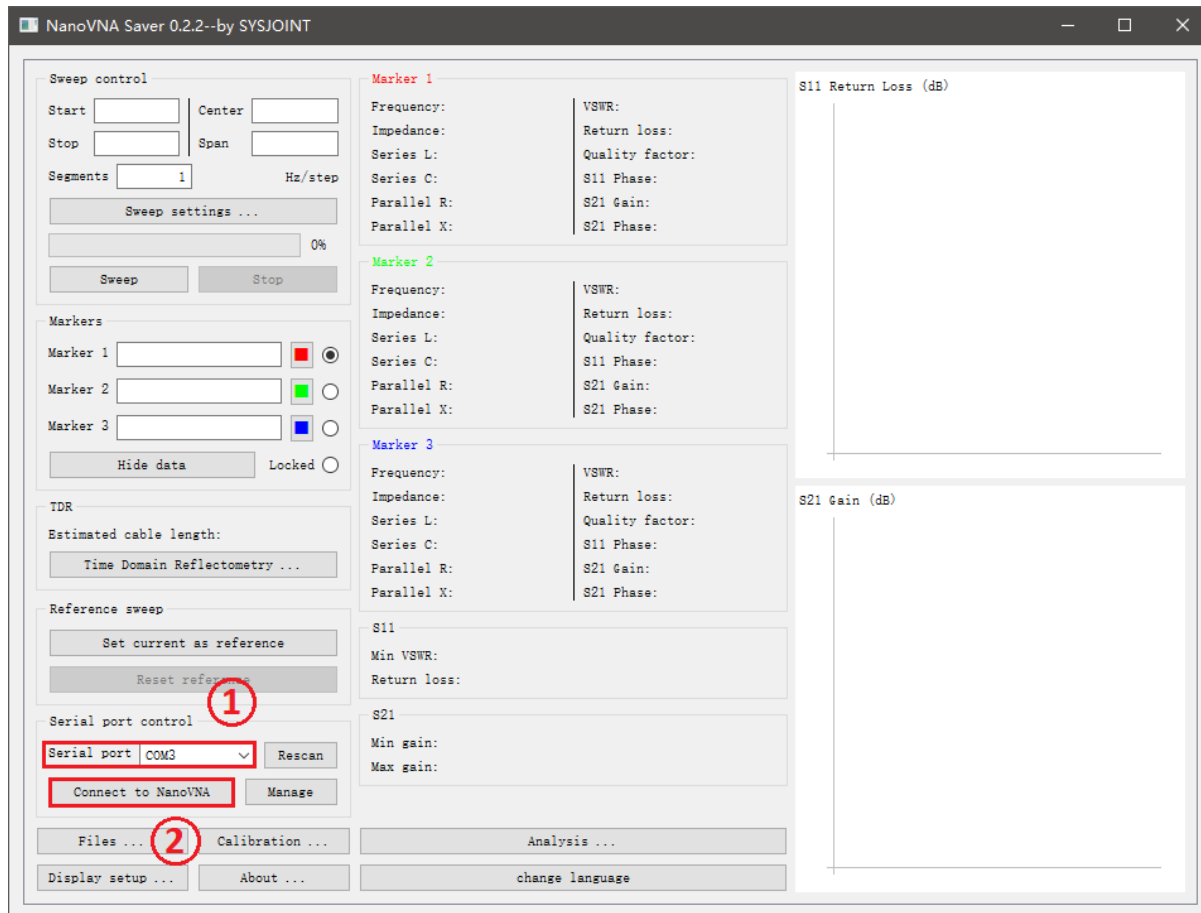 NanoVNA Saver 0.2.2--by SYSJOINT
Sweep control
Start
Center
Stop
Span
Segments 1 Hz/step
Sweep settings ...
0%
Sweep
Stop
Markers
Marker 1
Marker 2
Marker 3
Hide data
Locked
TDR
Estimated cable length:
Time Domain Reflectometry ...
Reference sweep
Set current as reference
Reset reference
1
Serial port control
Serial port COM3
Rescan
Connect to NanoVNA
Manage
Files ...
2
Calibration ...
Display setup ...
About ...
Marker 1
Frequency:
Impedance:
Series L:
Series C:
Parallel R:
Parallel X:
VSWR:
Return loss:
Quality factor:
S11 Phase:
S21 Gain:
S21 Phase:
Marker 2
Frequency:
Impedance:
Series L:
Series C:
Parallel R:
Parallel X:
VSWR:
Return loss:
Quality factor:
S11 Phase:
S21 Gain:
S21 Phase:
Marker 3
Frequency:
Impedance:
Series L:
Series C:
Parallel R:
Parallel X:
VSWR:
Return loss:
Quality factor:
S11 Phase:
S21 Gain:
S21 Phase:
S11
Min VSWR:
Return loss:
S21
Min gain:
Max gain:
Analysis ...
change language
S11 Return Loss (dB)
S21 Gain (dB)